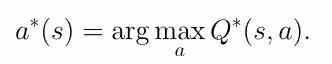 a*(s) = arg max_a Q*(s, a).